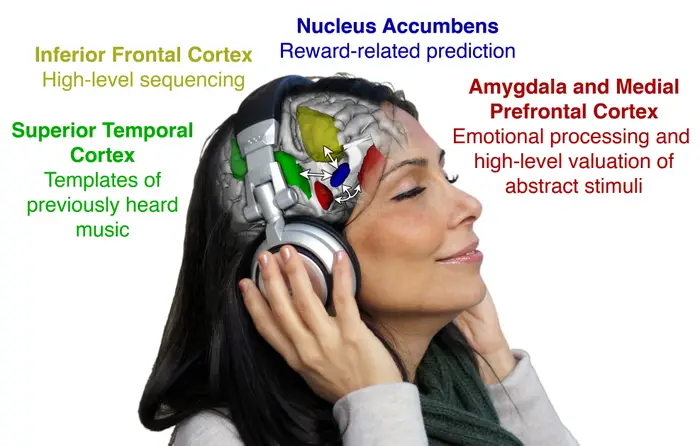 Nucleus Accumbens
Reward-related prediction
Inferior Frontal Cortex
High-level sequencing
Amygdala and Medial
Prefrontal Cortex
Emotional processing and
high-level valuation of
abstract stimuli
Superior Temporal
Cortex
Templates of
previously heard
music